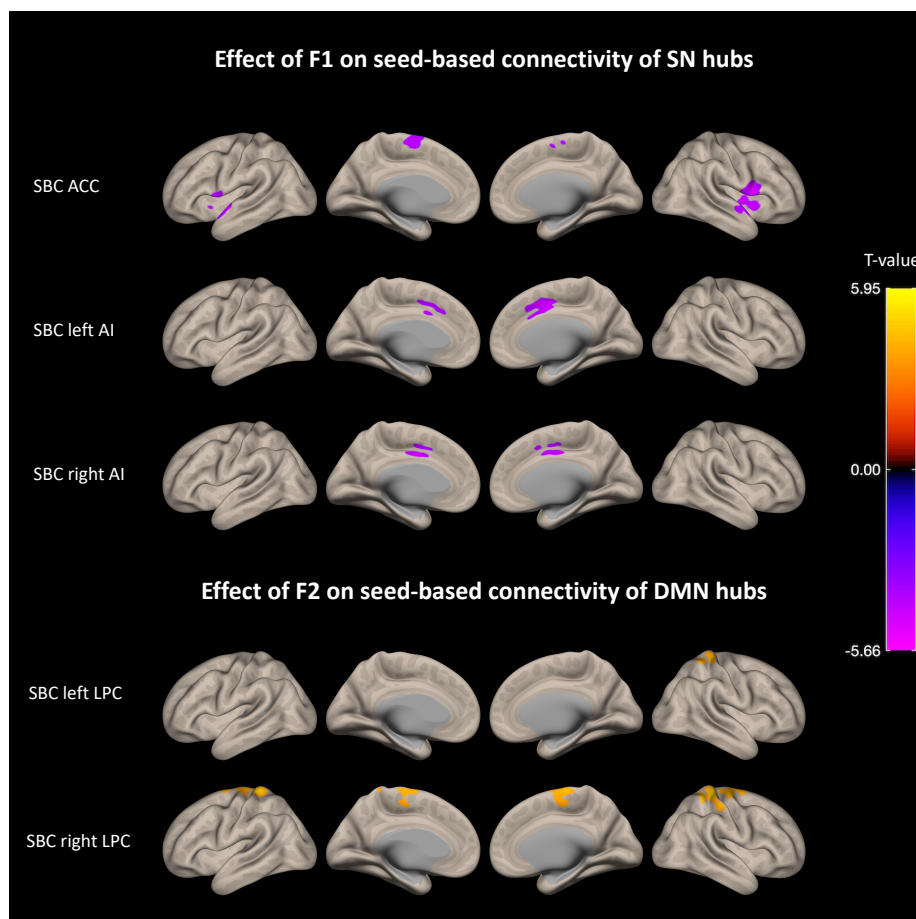 Effect of F1 on seed-based connectivity of SN hubs
SBC ACC
T-value
5.95
SBC left AI
SBC right AI
0.00
Effect of F2 on seed-based connectivity of DMN hubs
-5.66
SBC left LPC
SBC right LPC